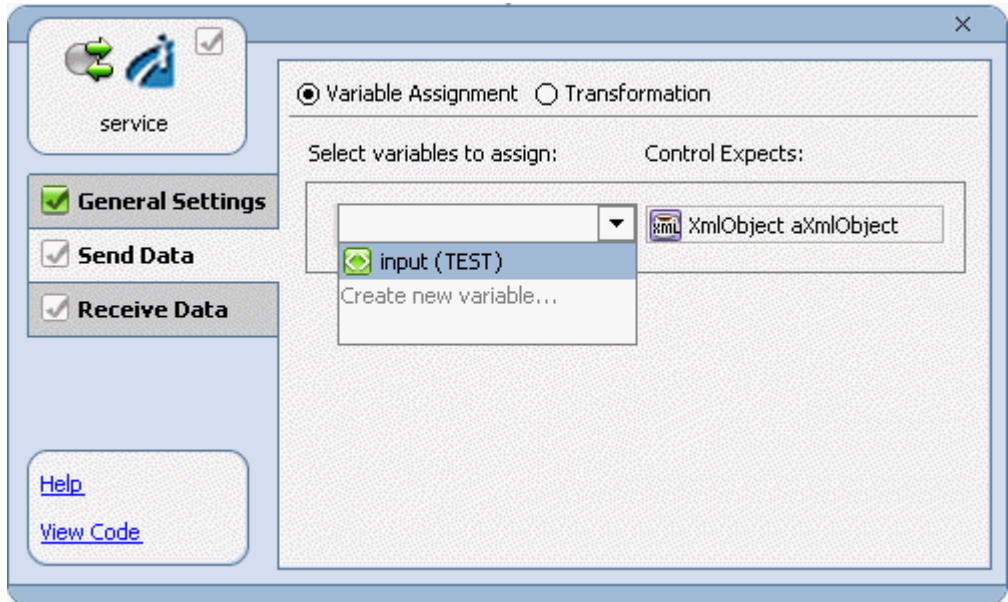 service
General Settings
Send Data
Receive Data
Help
View Code
Variable Assignment Transformation
Select variables to assign: Control Expects:
xml XmlObject aXmlObject
input (TEST)
Create new variable...